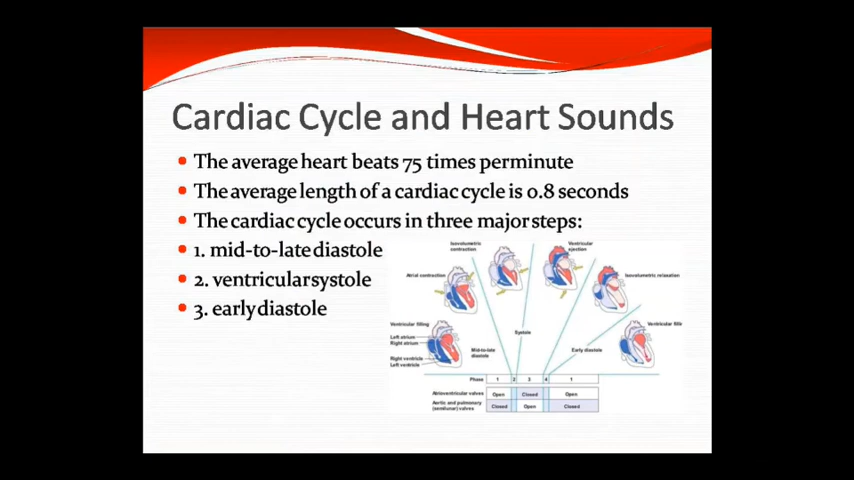 Cardiac Cycle and Heart Sounds
The average heart beats 75 times perminute
The average length of a cardiac cycle is 0.8 seconds
The cardiac cycle occurs in three major steps:
1. mid-to-late diastole
2. ventricular systole
3. early diastole
Isovolumetric
contraction
Ventricular
ejection
Atrial contraction
Isovolumetric relaxation
Ventricular filling
Left atrium
Right atrium
Right ventricle
Left ventricle
Mid-to-late
diastole
Systole
Early diastole
Ventricular filli
Phase 1 2 3 4 1
Atrioventricular valves Open Closed Open
Aortic and pulmonary
(semilunar) valves Closed Open Closed